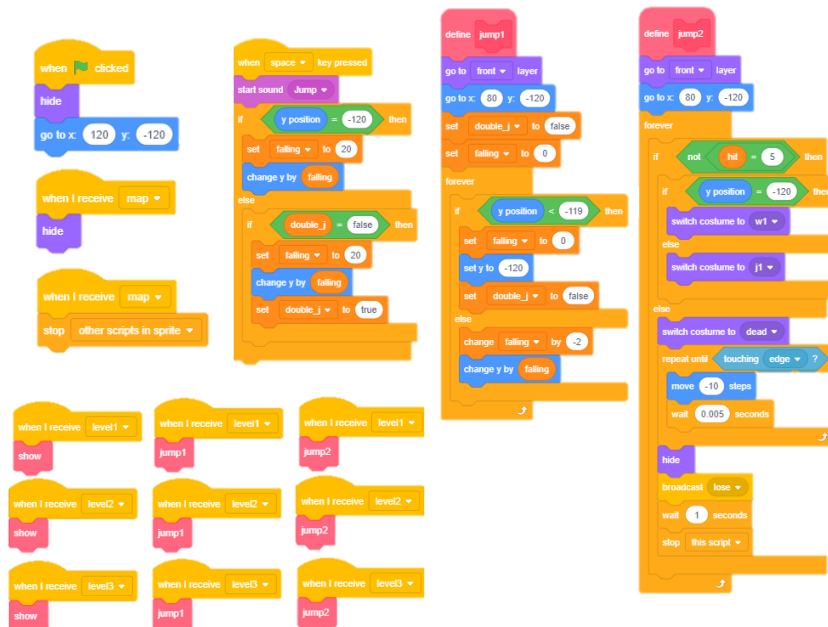 when clicked
hide
go to x: 120 y: -120
when I receive map
hide
when I receive map
stop other scripts in sprite
when space key pressed
start sound Jump
if y position = -120 then
set falling to 20
change y by falling
else
if double_j = false then
set falling to 20
change y by falling
set double_j to true
define jump1
go to front layer
go to x: 80 y: -120
set double_j to false
set falling to 0
forever
if y position < -119 then
set falling to 0
set y to -120
set double_j to false
else
change falling by -2
change y by falling
define jump2
go to front layer
go to x: 80 y: -120
forever
if not hit = 5 then
if y position = -120 then
switch costume to w1
else
switch costume to j1
else
switch costume to dead
repeat until touching edge ?
move -10 steps
wait 0.005 seconds
hide
broadcast lose
wait 1 seconds
stop this script
when I receive level1
show
when I receive level1
jump1
when I receive level1
jump2
when I receive level2
show
when I receive level2
jump1
when I receive level2
jump2
when I receive level3
show
when I receive level3
jump1
when I receive level3
jump2